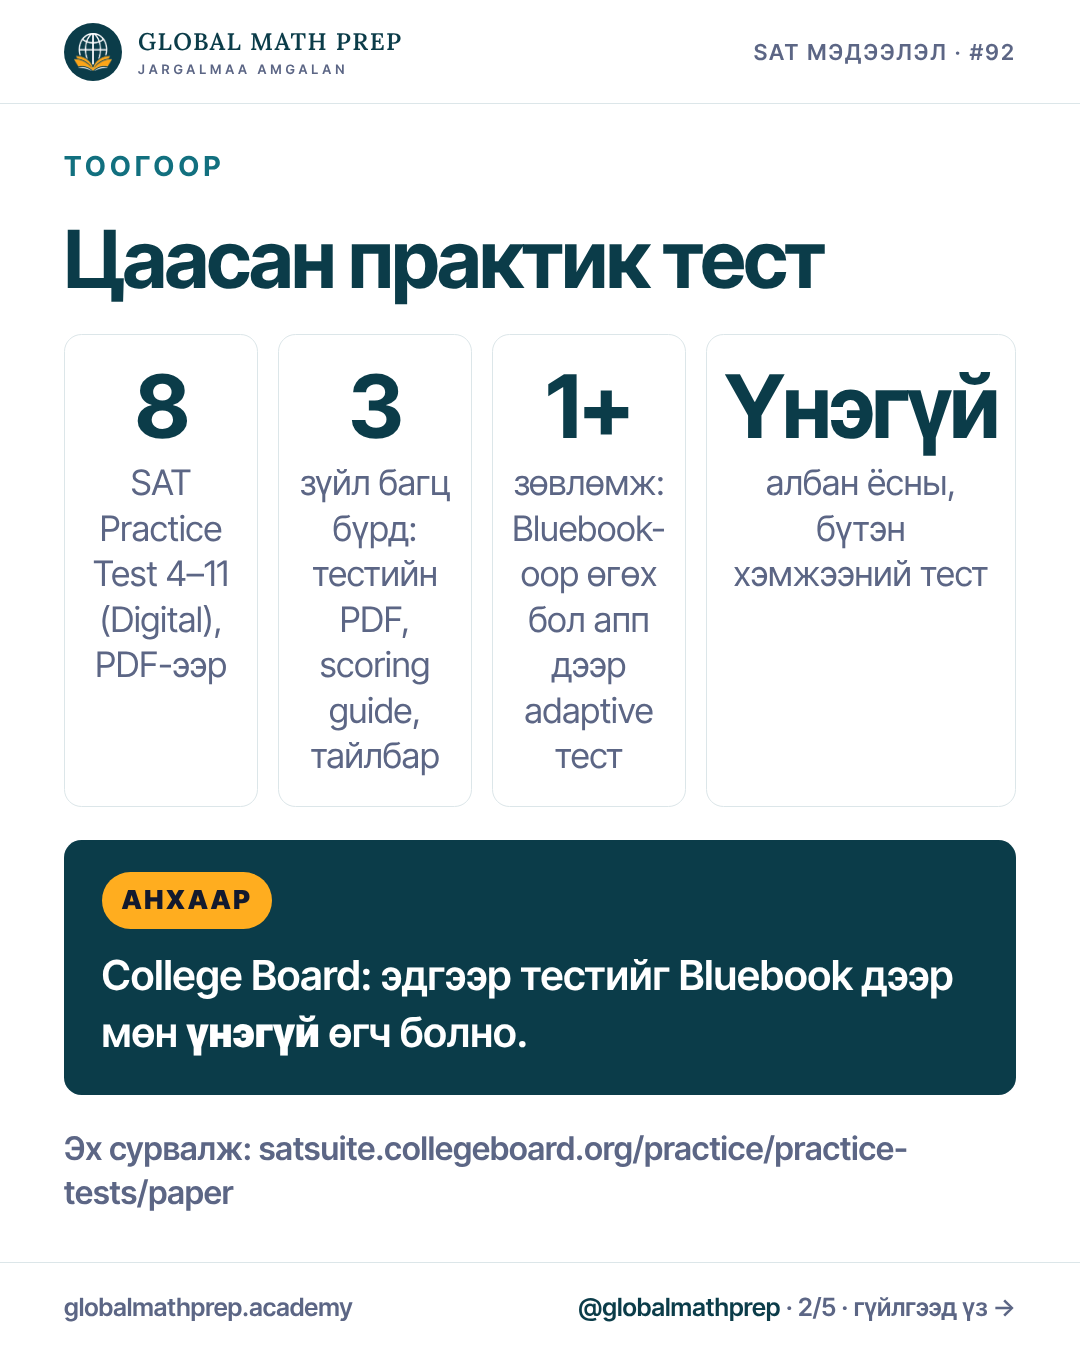 GLOBAL MATH PREP
JARGALMAA AMGALAN
SAT МЭДЭЭЛЭЛ · #92
ТООГООР
Цаасан практик тест
8
SAT
Practice
Test 4–11
(Digital),
PDF-ээр
3
зүйл багц
бүрд:
тестийн
PDF,
scoring
guide,
тайлбар
1+
зөвлөмж:
Bluebook-
оор өгөх
бол апп
дээр
adaptive
тест
Үнэгүй
албан ёсны,
бүтэн
хэмжээний тест
АНХААР
College Board: эдгээр тестийг Bluebook дээр
мөн үнэгүй өгч болно.
Эх сурвалж: satsuite.collegeboard.org/practice/practice-
tests/paper
globalmathprep.academy
@globalmathprep · 2/5 · гүйлгээд үз →